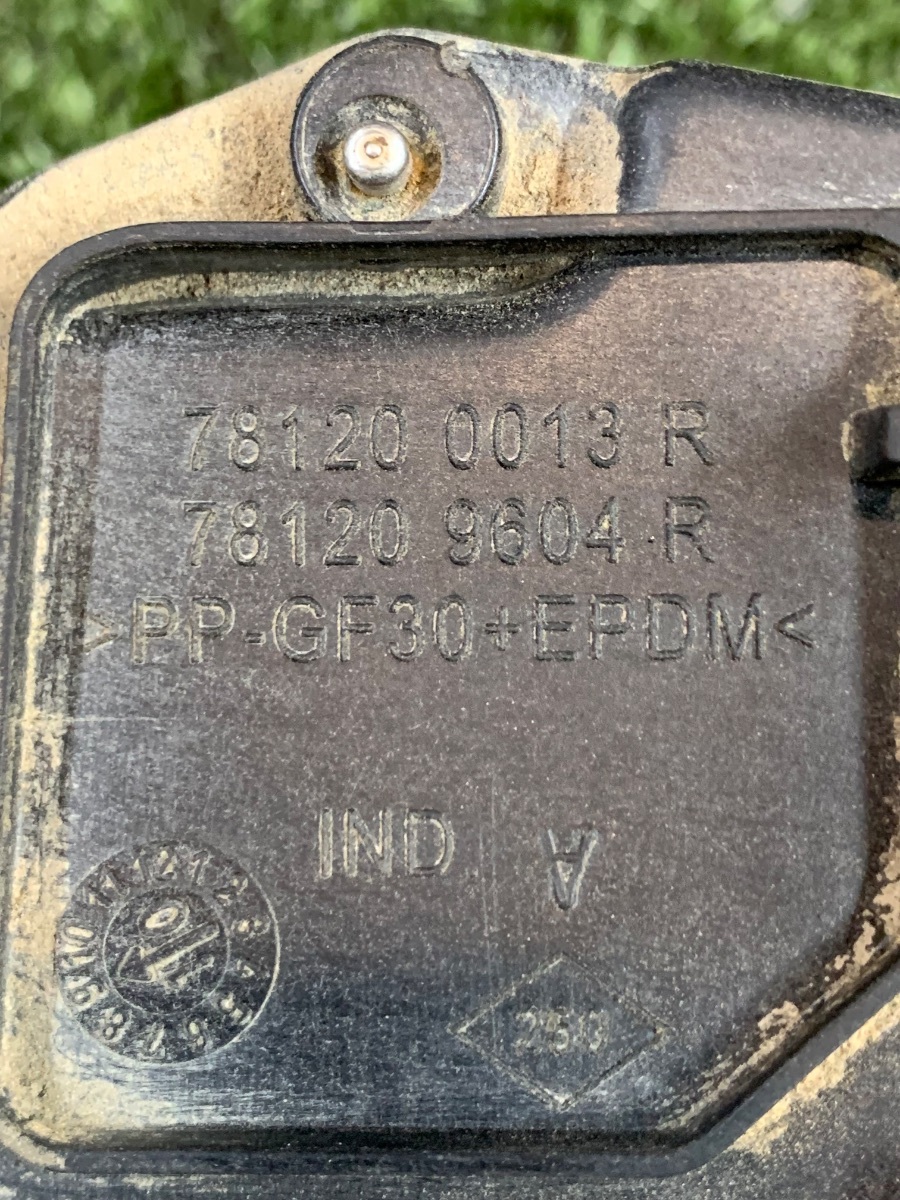 78120 0013 R
78120 9604 R
>PP-GF30+EPDM<
IND A